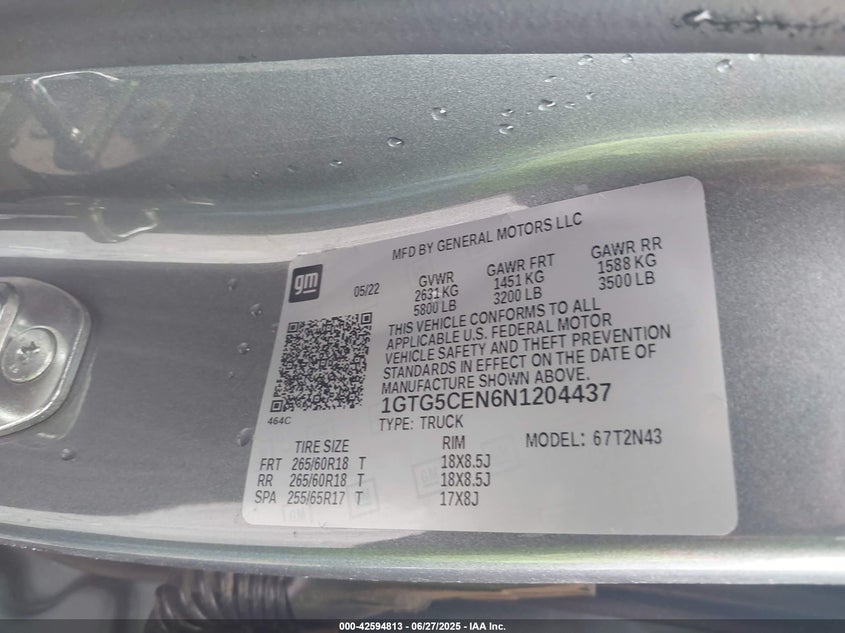 MFD BY GENERAL MOTORS LLC
gm
05/22
GVWR
2631 KG
5800 LB
GAWR FRT
1451 KG
3200 LB
GAWR RR
1588 KG
3500 LB
THIS VEHICLE CONFORMS TO ALL
APPLICABLE U.S. FEDERAL MOTOR
VEHICLE SAFETY AND THEFT PREVENTION
STANDARDS IN EFFECT ON THE DATE OF
MANUFACTURE SHOWN ABOVE.
1GTG5CEN6N1204437
464C
TYPE: TRUCK
MODEL: 67T2N43
TIRE SIZE RIM
FRT 265/60R18 T 18X8.5J
RR 265/60R18 T 18X8.5J
SPA 255/65R17 T 17X8J
000-42594813 - 06/27/2025 - IAA Inc.